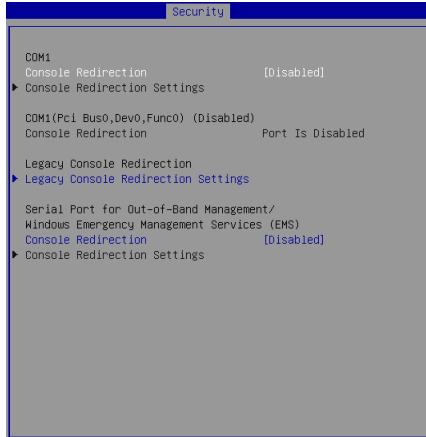 Security
COM1
Console Redirection [Disabled]
Console Redirection Settings
COM1(Pci Bus0,Dev0,Func0) (Disabled)
Console Redirection Port Is Disabled
Legacy Console Redirection
Legacy Console Redirection Settings
Serial Port for Out-of-Band Management/
Windows Emergency Management Services (EMS)
Console Redirection [Disabled]
Console Redirection Settings